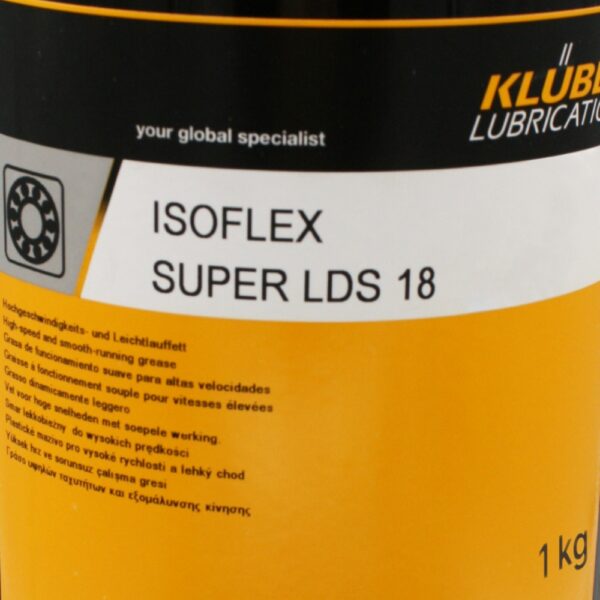 KLÜBE
LUBRICATIO
your global specialist
ISOFLEX
SUPER LDS 18
Hochgeschwindigkeits- und Leichtlauffett
High-speed and smooth-running grease
Grasa de funcionamiento suave para altas velocidades
Graisse à fonctionnement souple pour vitesses élevées
Grasso dinamicamente leggero
Vet voor hoge snelheden met soepele werking.
Smar lekkobieżny do wysokich prędkości
Plastické mazivo pro vysoké rychlosti a lehký chod
Yüksek hız ve sorunsuz çalışma gresi
Γράσο υψηλών ταχυτήτων και εξομάλυνσης κίνησης
1 kg